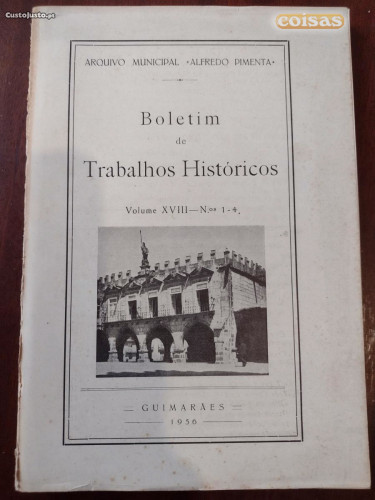 CustoJusto.pt
coisas
ARQUIVO MUNICIPAL «ALFREDO PIMENTA»
Boletim
de
Trabalhos Históricos
Volume XVIII—N.os 1-4
GUIMARÃES
1956